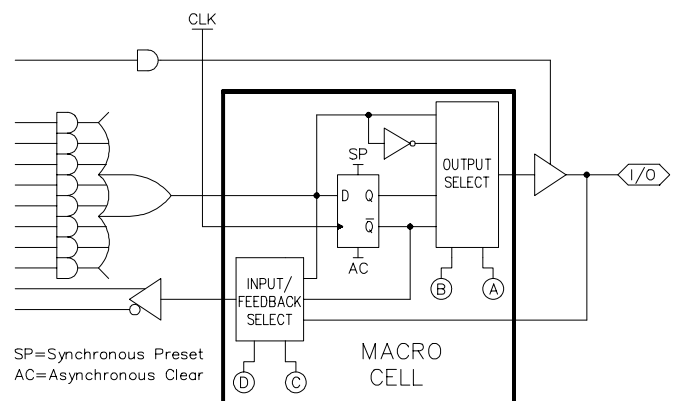 CLK
SP
D Q
Q̅
AC
OUTPUT
SELECT
I/O
B
A
INPUT/
FEEDBACK
SELECT
D
C
SP=Synchronous Preset
AC=Asynchronous Clear
MACRO
CELL